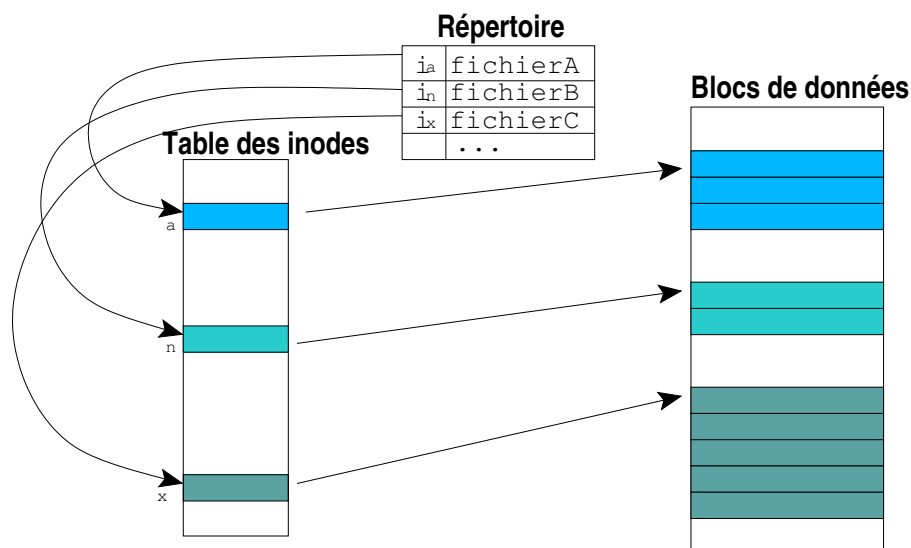 Répertoire
ia fichierA
in fichierB
ix fichierC
...
Table des inodes
a
n
x
Blocs de données